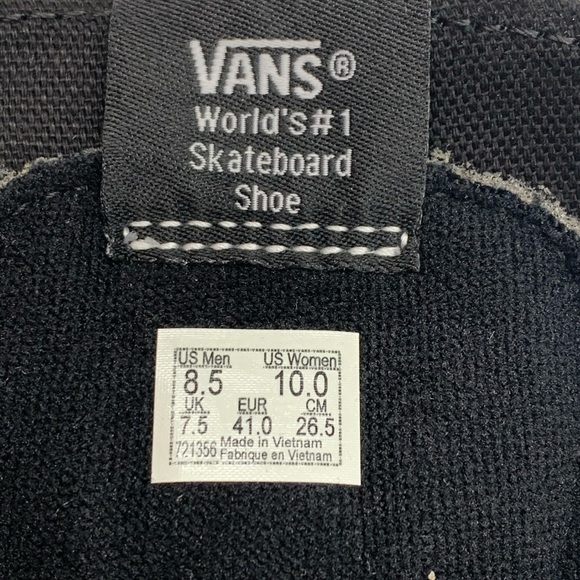 VANS®
World's#1
Skateboard
Shoe
US Men US Women
8.5 10.0
UK EUR CM
7.5 41.0 26.5
721356 Made in Vietnam
Fabrique en Vietnam